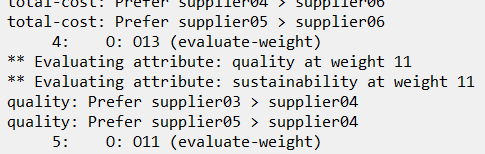 total-cost: Prefer supplier04 > supplier06
total-cost: Prefer supplier05 > supplier06
     4:    O: O13 (evaluate-weight)
** Evaluating attribute: quality at weight 11
** Evaluating attribute: sustainability at weight 11
quality: Prefer supplier03 > supplier04
quality: Prefer supplier05 > supplier04
     5:    O: O11 (evaluate-weight)